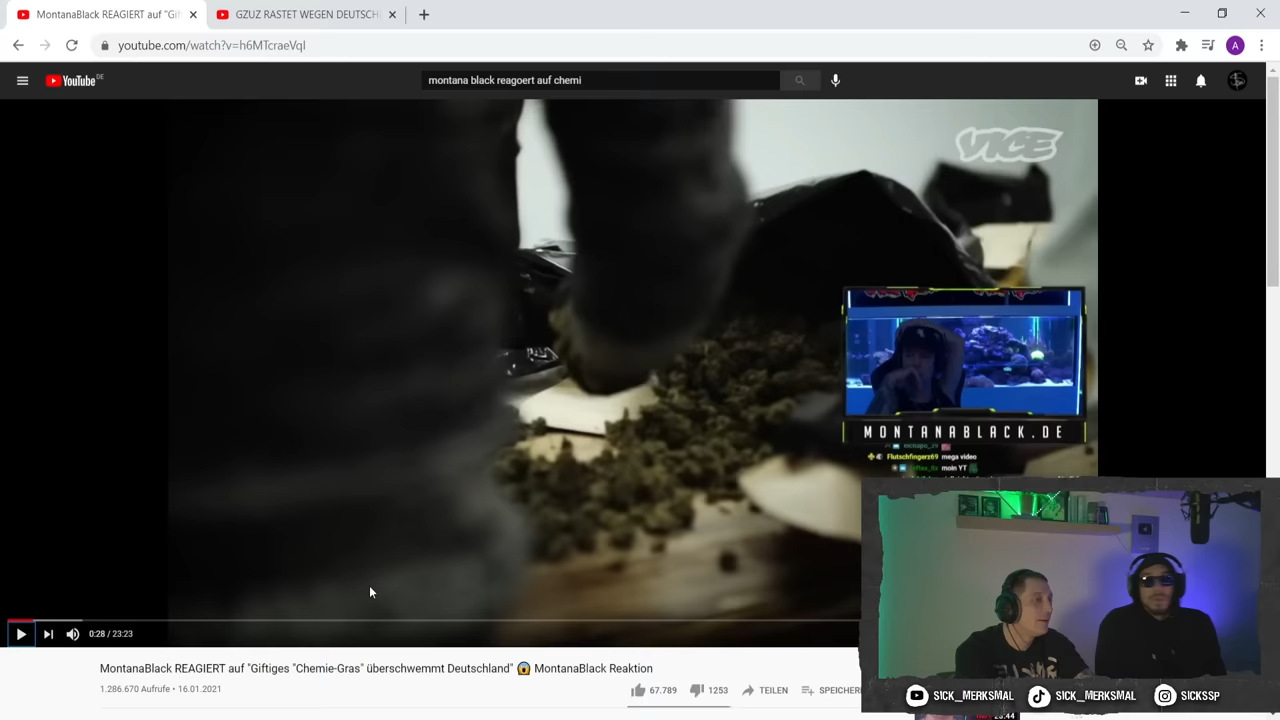 MontanaBlack REAGIERT auf "Gif
GZUZ RASTET WEGEN DEUTSCH
youtube.com/watch?v=h6MTcraeVqI
A
YouTube DE
montana black reagoert auf chemi
VICE
MONTANABLACK.DE
Flutschfingerz69 mega video
moin YT
0:28 / 23:23
MontanaBlack REAGIERT auf "Giftiges "Chemie-Gras" überschwemmt Deutschland" 😱 MontanaBlack Reaktion
1.286.670 Aufrufe • 16.01.2021
67.789
1253
TEILEN
SPEICHER
SICK_MERKSMAL
SICK_MERKSMAL
SICKSSP